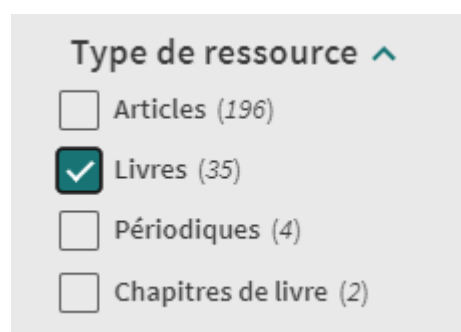 Type de ressource
Articles (196)
Livres (35)
Périodiques (4)
Chapitres de livre (2)